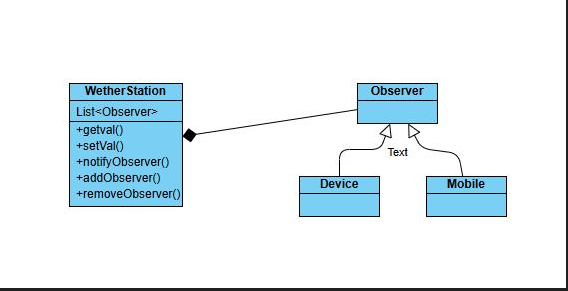 WetherStation
List<Observer>
+getval()
+setVal()
+notifyObserver()
+addObserver()
+removeObserver()
Observer
Text
Device
Mobile